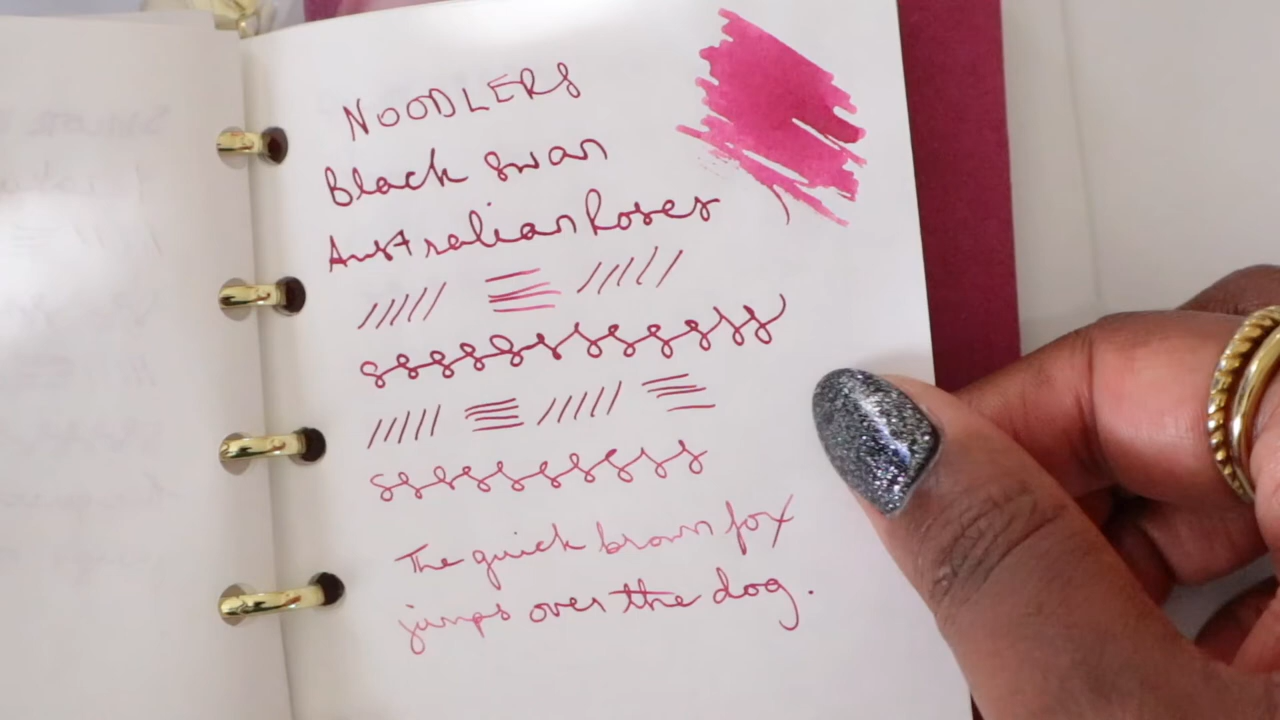 NOODLERS
Black swan
Australian Roses
The quick brown fox
jumps over the dog.